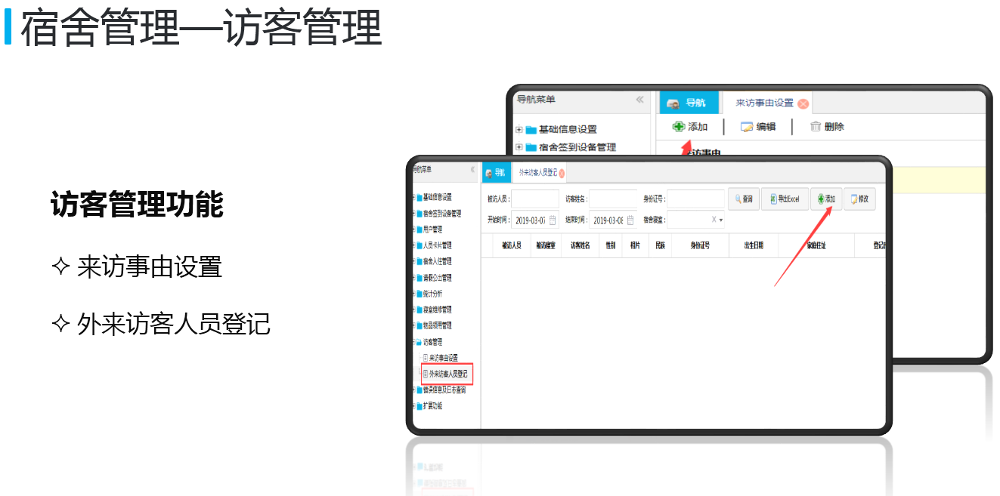 宿舍管理—访客管理
访客管理功能
来访事由设置
外来访客人员登记
导航菜单
导航
来访事由设置
添加
编辑
删除
基础信息设置
宿舍签到设备管理
来访事由
导航菜单
导航
外来访客人员登记
被访人员：
访客姓名：
身份证号：
查询
导出Excel
添加
修改
开始时间：
2019-03-07
结束时间：
2019-03-08
宿舍寝室：
X
被访人员 被访寝室 访客姓名 性别 相片 民族 身份证号 出生日期 家庭住址
基础信息设置
宿舍签到设备管理
用户管理
人员卡片管理
宿舍入住管理
请假公出管理
统计分析
寝室维修管理
物品领用管理
访客管理
来访事由设置
外来访客人员登记
错误信息及日志查询
扩展功能